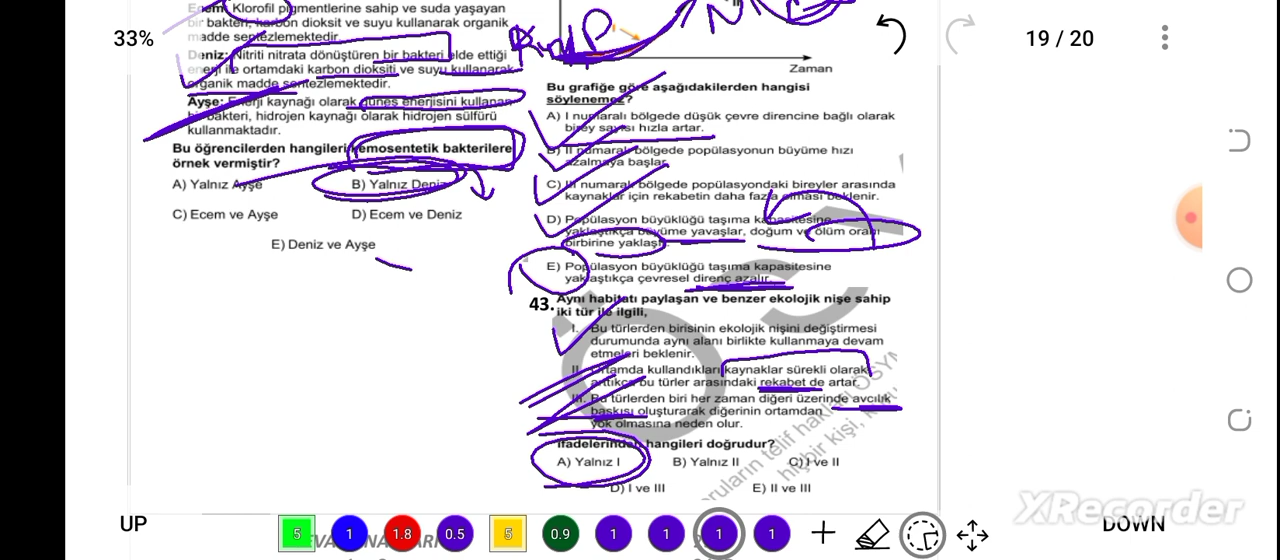 33%
19 / 20
Ecem: Klorofil pigmentlerine sahip ve suda yaşayan
bir bakteri, karbon dioksit ve suyu kullanarak organik
madde sentezlemektedir.
Deniz: Nitriti nitrata dönüştüren bir bakteri elde ettiği
enerji ile ortamdaki karbon dioksiti ve suyu kullanarak
organik madde sentezlemektedir.
Ayşe: Enerji kaynağı olarak güneş enerjisini kullanan
bir bakteri, hidrojen kaynağı olarak hidrojen sülfürü
kullanmaktadır.
Bu öğrencilerden hangileri kemosentetik bakterilere
örnek vermiştir?
A) Yalnız Ayşe
B) Yalnız Deniz
C) Ecem ve Ayşe
D) Ecem ve Deniz
E) Deniz ve Ayşe
Zaman
Bu grafiğe göre aşağıdakilerden hangisi
söylenemez?
A) I numaralı bölgede düşük çevre direncine bağlı olarak
birey sayısı hızla artar.
B) II numaralı bölgede popülasyonun büyüme hızı
azalmaya başlar.
C) III numaralı bölgede popülasyondaki bireyler arasında
kaynaklar için rekabetin daha fazla olması beklenir.
D) Popülasyon büyüklüğü taşıma kapasitesine
yaklaştıkça büyüme yavaşlar, doğum ve ölüm oranı
birbirine yaklaşır.
E) Popülasyon büyüklüğü taşıma kapasitesine
yaklaştıkça çevresel direnç azalır.
43. Aynı habitatı paylaşan ve benzer ekolojik nişe sahip
iki tür ile ilgili,
I. Bu türlerden birisinin ekolojik nişini değiştirmesi
durumunda aynı alanı birlikte kullanmaya devam
etmeleri beklenir.
II. Ortamda kullandıkları kaynaklar sürekli olarak
arttıkça bu türler arasındaki rekabet de artar.
III. Bu türlerden biri her zaman diğeri üzerinde avcılık
baskısı oluşturarak diğerinin ortamdan
yok olmasına neden olur.
ifadelerinden hangileri doğrudur?
A) Yalnız I
B) Yalnız II
C) I ve II
D) I ve III
E) II ve III
UP
5
1
1.8
0.5
5
0.9
1
1
1
1
DOWN
XRecorder